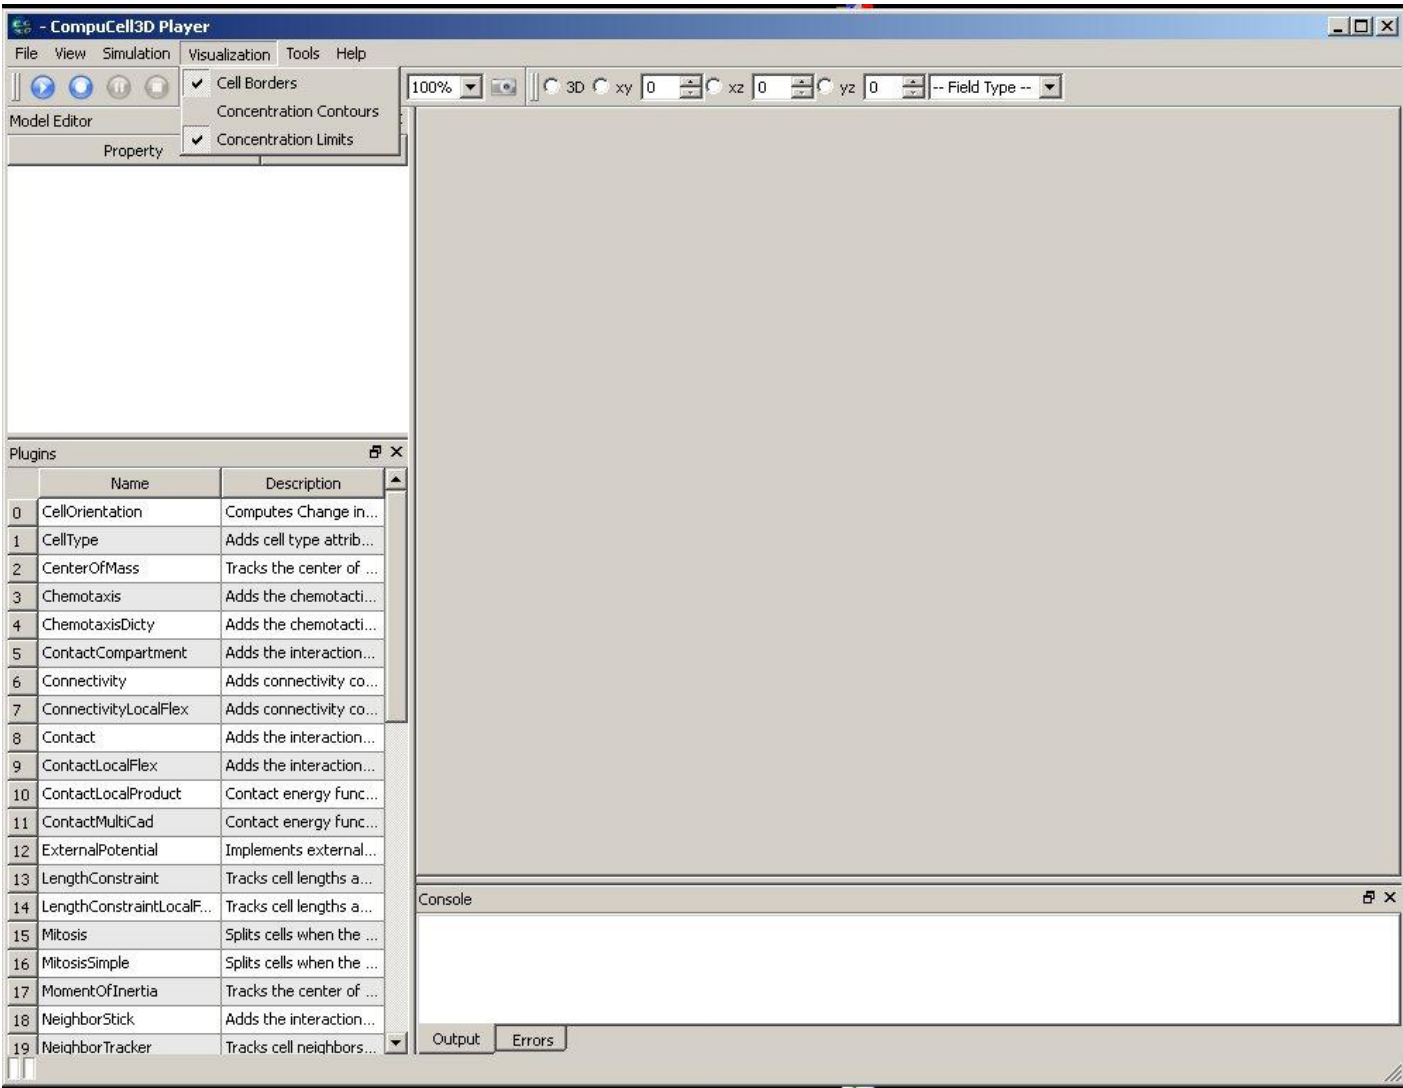 - CompuCell3D Player
File View Simulation Visualization Tools Help
Cell Borders
Concentration Contours
Concentration Limits
100% 3D xy 0 xz 0 yz 0 -- Field Type --
Model Editor
Property
Plugins
Name Description
0 CellOrientation Computes Change in...
1 CellType Adds cell type attrib...
2 CenterOfMass Tracks the center of ...
3 Chemotaxis Adds the chemotacti...
4 ChemotaxisDicty Adds the chemotacti...
5 ContactCompartment Adds the interaction...
6 Connectivity Adds connectivity co...
7 ConnectivityLocalFlex Adds connectivity co...
8 Contact Adds the interaction...
9 ContactLocalFlex Adds the interaction...
10 ContactLocalProduct Contact energy func...
11 ContactMultiCad Contact energy func...
12 ExternalPotential Implements external...
13 LengthConstraint Tracks cell lengths a...
14 LengthConstraintLocalF... Tracks cell lengths a...
15 Mitosis Splits cells when the ...
16 MitosisSimple Splits cells when the ...
17 MomentOfInertia Tracks the center of ...
18 NeighborStick Adds the interaction...
19 NeighborTracker Tracks cell neighbors...
Console
Output Errors